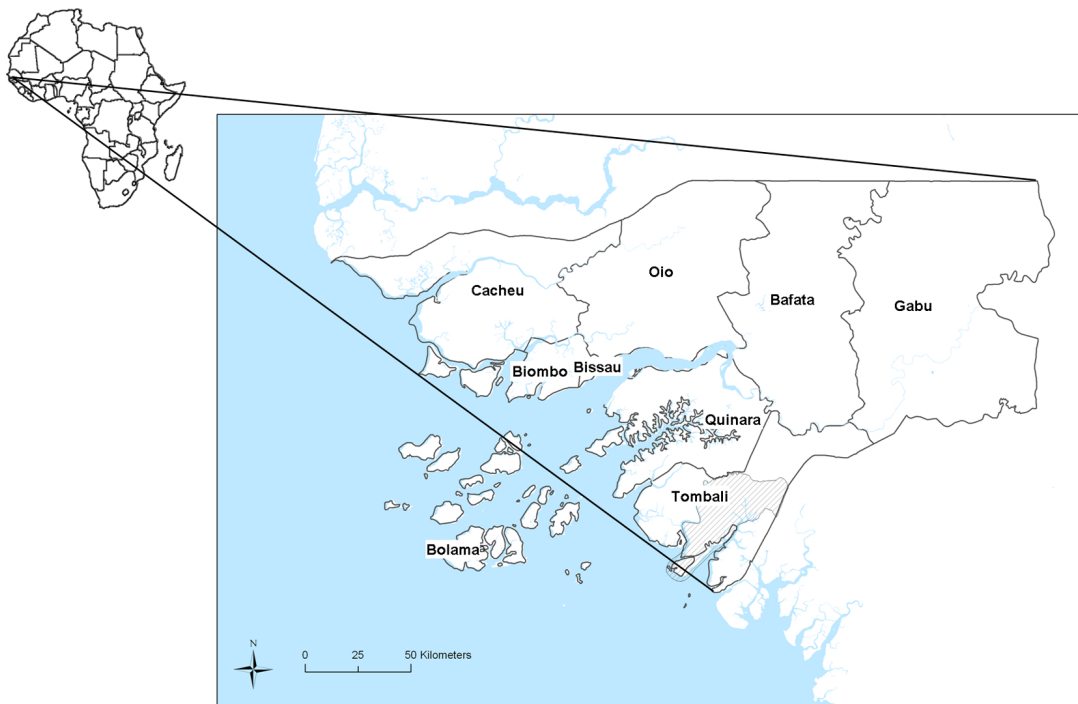 Oio
Cacheu
Bafata
Gabu
Biombo
Bissau
Quinara
Tombali
Bolama
N
0 25 50 Kilometers